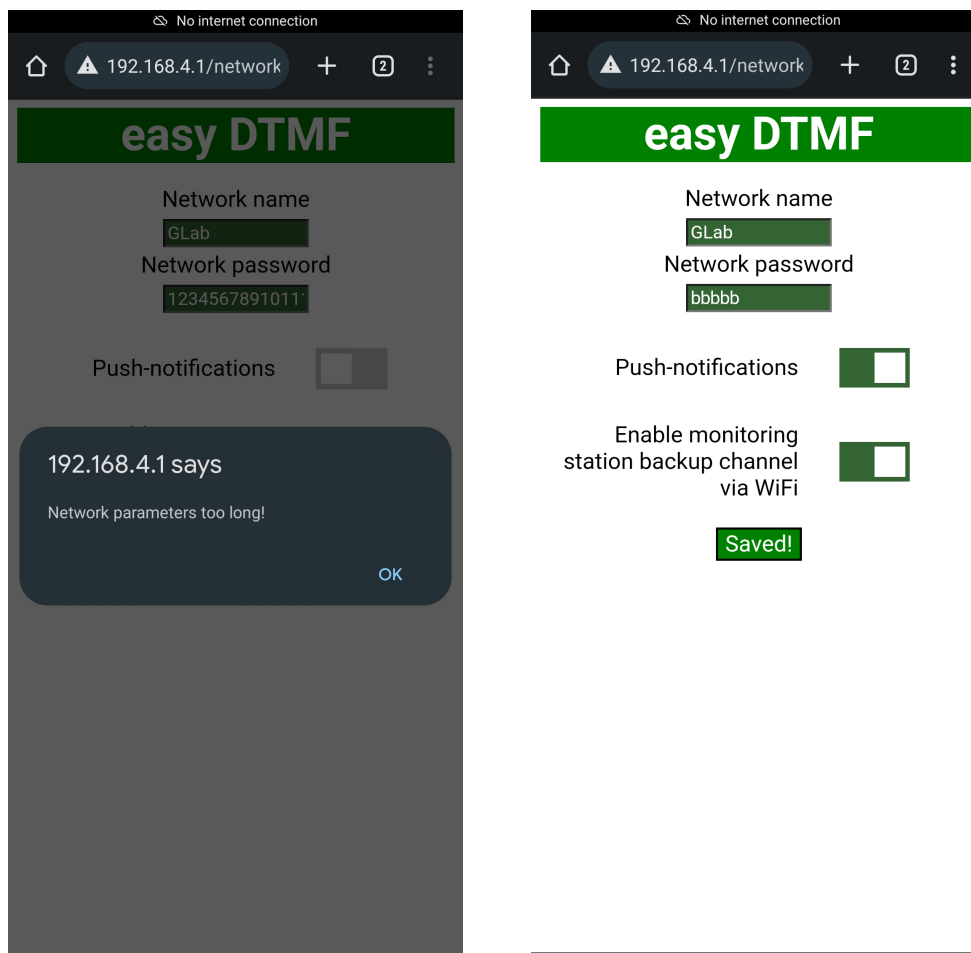 No internet connection
192.168.4.1/network
2
easy DTMF
Network name
GLab
Network password
1234567891011
Push-notifications
192.168.4.1 says
Network parameters too long!
OK
No internet connection
192.168.4.1/network
2
easy DTMF
Network name
GLab
Network password
bbbbb
Push-notifications
Enable monitoring
station backup channel
via WiFi
Saved!